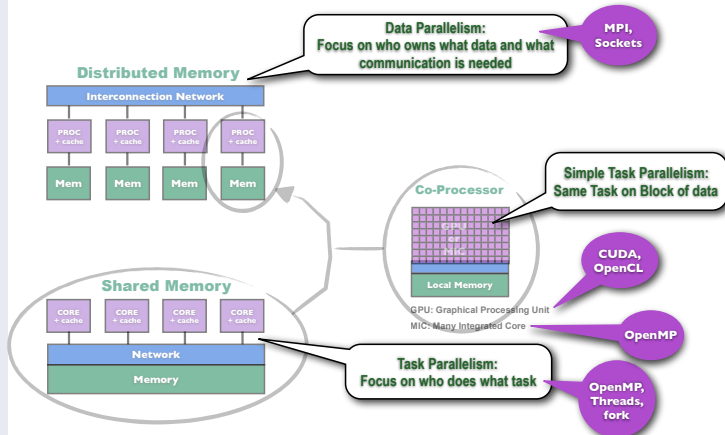 Data Parallelism:
Focus on who owns what data and what
communication is needed
MPI,
Sockets
Distributed Memory
Interconnection Network
PROC
+ cache
PROC
+ cache
PROC
+ cache
PROC
+ cache
Mem
Mem
Mem
Mem
Simple Task Parallelism:
Same Task on Block of data
Co-Processor
GPU
or
MIC
Local Memory
CUDA,
OpenCL
GPU: Graphical Processing Unit
MIC: Many Integrated Core
OpenMP
Shared Memory
CORE
+ cache
CORE
+ cache
CORE
+ cache
CORE
+ cache
Network
Memory
Task Parallelism:
Focus on who does what task
OpenMP,
Threads,
fork